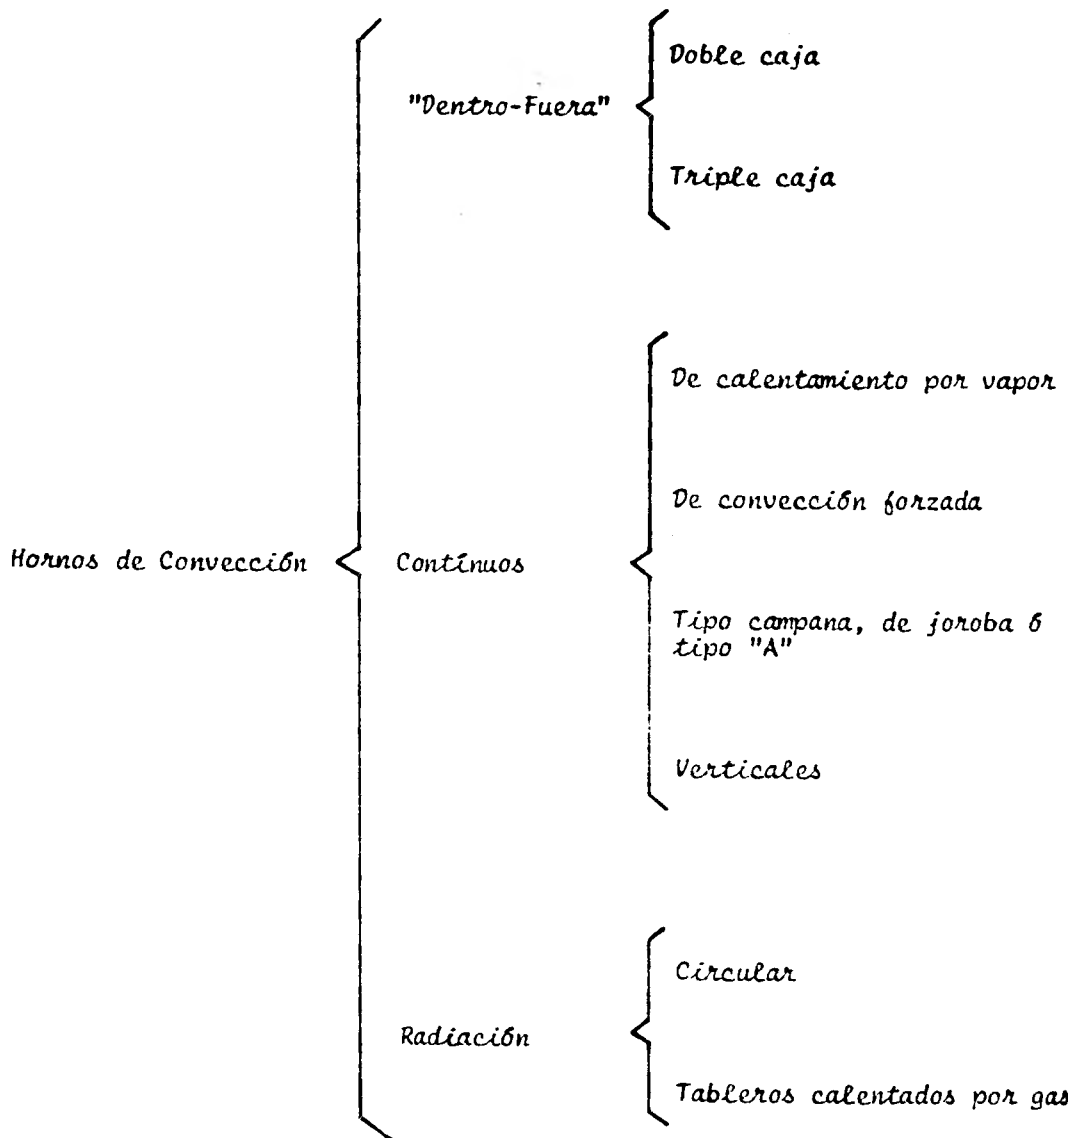 Hornos de Convección
"Dentro-Fuera"
Doble caja
Triple caja
Contínuos
De calentamiento por vapor
De convección forzada
Tipo campana, de joroba ó
tipo "A"
Verticales
Radiación
Circular
Tableros calentados por gas